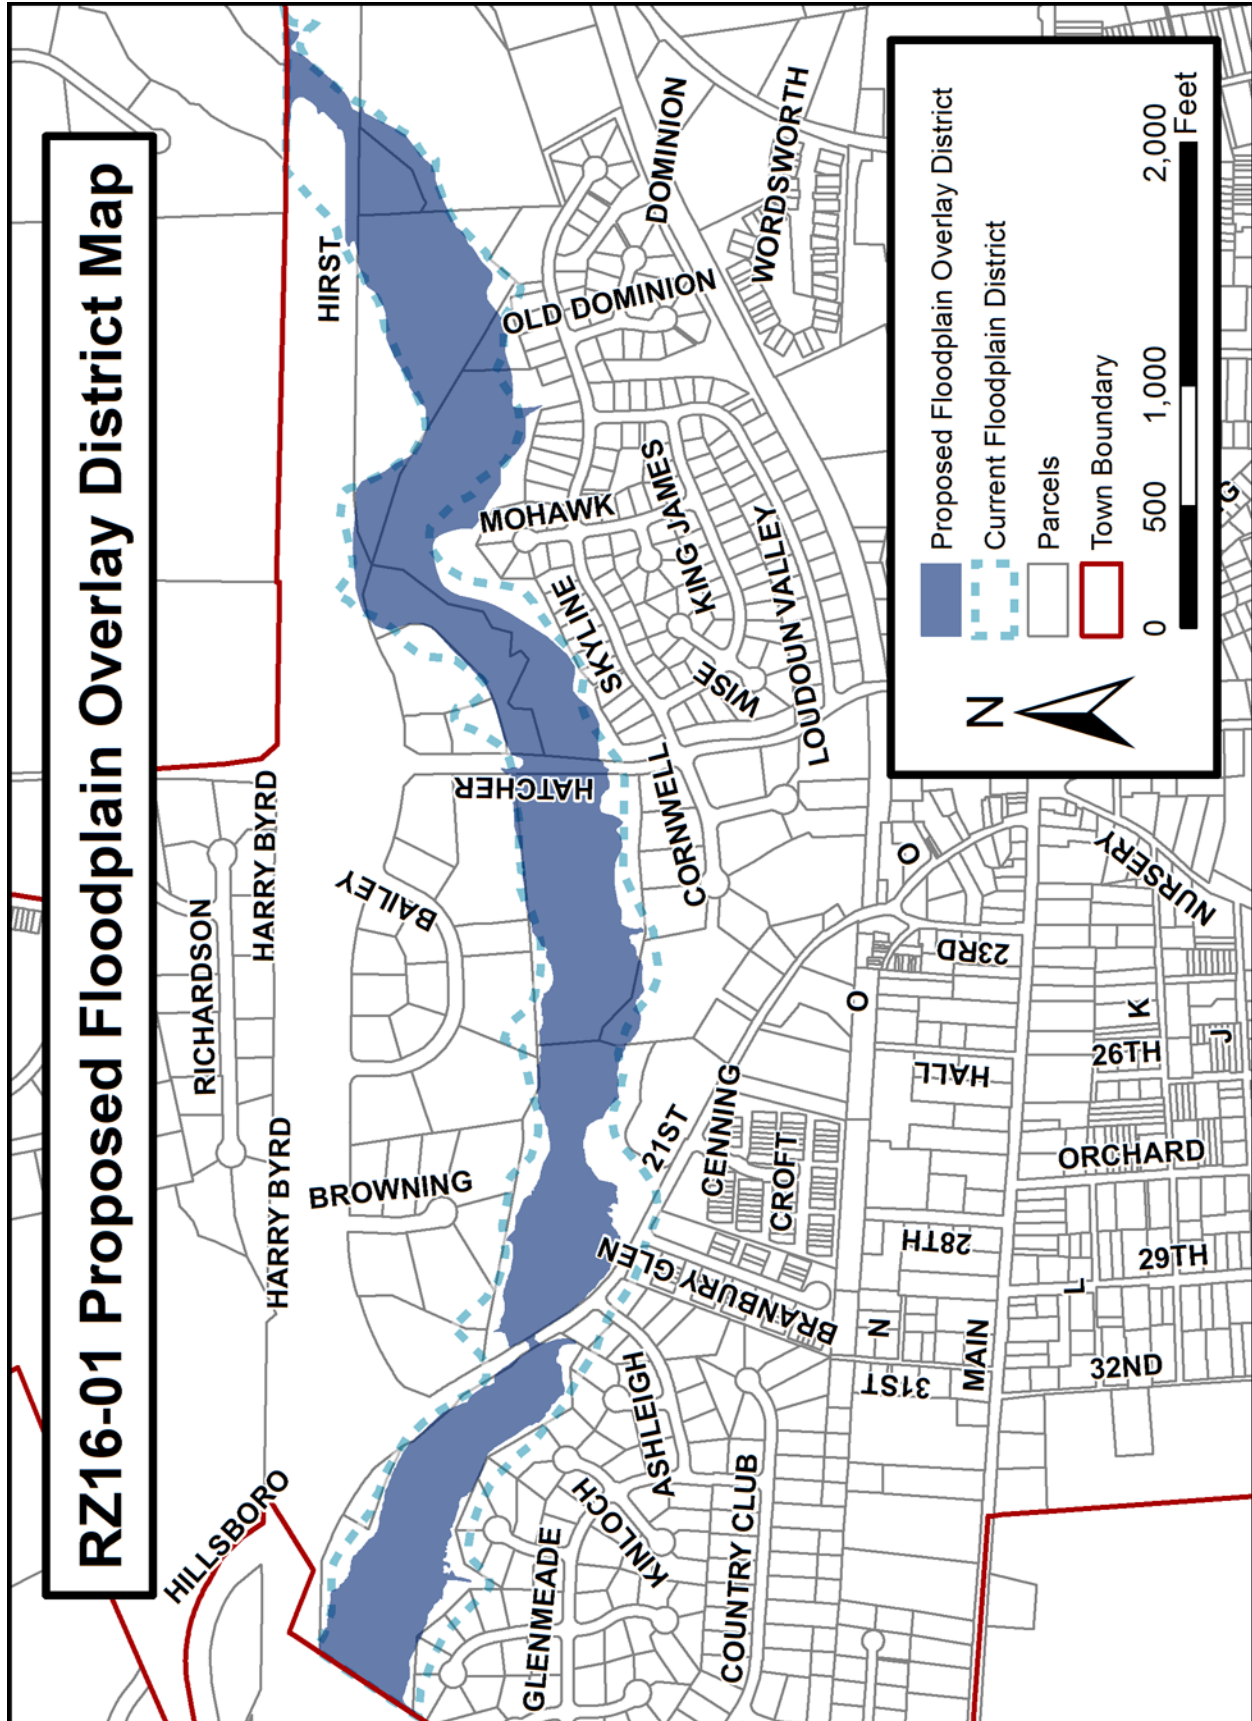 RZ16-01 Proposed Floodplain Overlay District Map
HILLSBORO
RICHARDSON
HARRY BYRD
HARRY BYRD
HIRST
BROWNING
BAILEY
HATCHER
GLENMEADE
KINLOCH
ASHLEIGH
COUNTRY CLUB
BRANBURY GLEN
21ST
CENNING
CROFT
CORNWELL
SKYLINE
MOHAWK
WISE
KING JAMES
LOUDOUN VALLEY
OLD DOMINION
DOMINION
WORDSWORTH
31ST
N
28TH
HALL
O
23RD
O
MAIN
32ND
L
29TH
ORCHARD
26TH
K
J
NURSERY
G
N
Proposed Floodplain Overlay District
Current Floodplain District
Parcels
Town Boundary
0 500 1,000 2,000
Feet